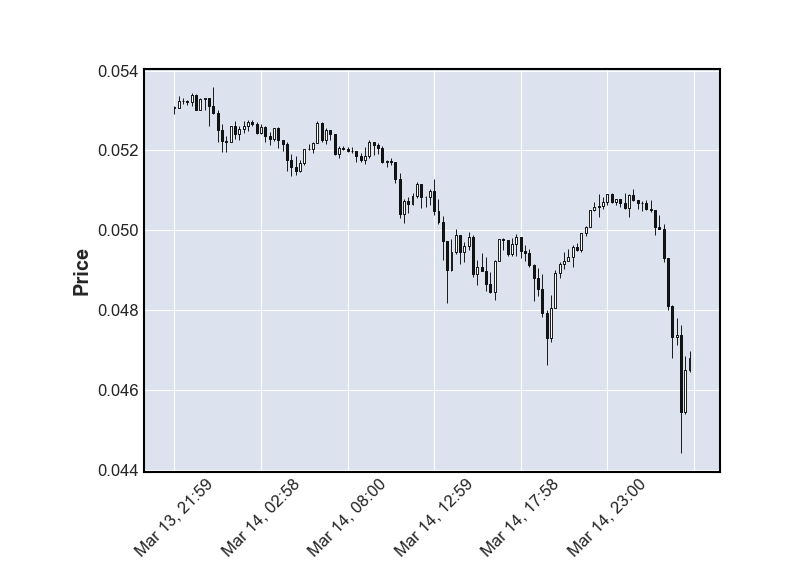 0.054
0.052
0.050
0.048
0.046
0.044
Price
Mar 13, 21:59
Mar 14, 02:58
Mar 14, 08:00
Mar 14, 12:59
Mar 14, 17:58
Mar 14, 23:00